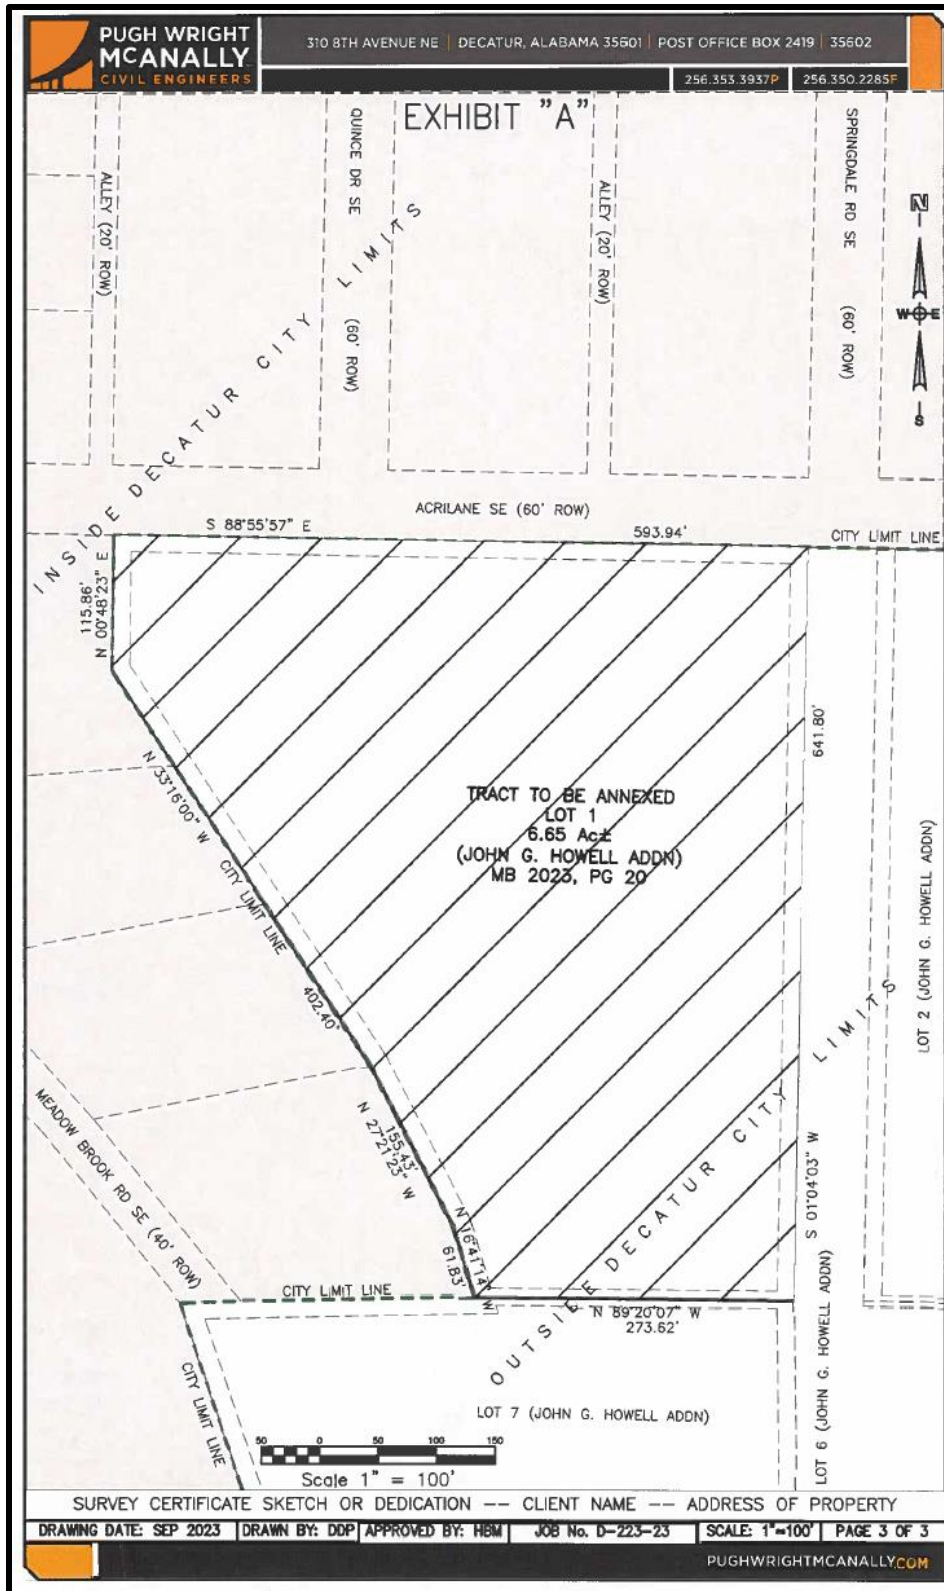 PUGH WRIGHT
MCANALLY
CIVIL ENGINEERS
310 8TH AVENUE NE | DECATUR, ALABAMA 35601 | POST OFFICE BOX 2419 | 35602
256.353.3937P
256.350.2285F
EXHIBIT "A"
ALLEY (20' ROW)
QUINCE DR SE
(60' ROW)
ALLEY (20' ROW)
SPRINGDALE RD SE
(60' ROW)
N
W E
S
INSIDE DECATUR CITY LIMITS
ACRILANE SE (60' ROW)
S 88°55'57" E
593.94'
CITY LIMIT LINE
115.86'
N 00°48'23" E
N 33°16'00" W
CITY LIMIT LINE
402.40'
641.80'
TRACT TO BE ANNEXED
LOT 1
6.65 Ac±
(JOHN G. HOWELL ADDN)
MB 2023, PG 20
LOT 2 (JOHN G. HOWELL ADDN)
MEADOW BROOK RD SE (40' ROW)
155.43'
N 27°21'23" W
N 16°41'14" W
61.83'
S 01°04'03" W
OUTSIDE DECATUR CITY LIMITS
CITY LIMIT LINE
N 89°20'07" W
273.62'
CITY LIMIT LINE
LOT 7 (JOHN G. HOWELL ADDN)
LOT 6 (JOHN G. HOWELL ADDN)
50 0 50 100 150
Scale 1" = 100'
SURVEY CERTIFICATE SKETCH OR DEDICATION -- CLIENT NAME -- ADDRESS OF PROPERTY
DRAWING DATE: SEP 2023 DRAWN BY: DDP APPROVED BY: HBM JOB No. D-223-23 SCALE: 1"=100' PAGE 3 OF 3
PUGHWRIGHTMCANALLY.COM